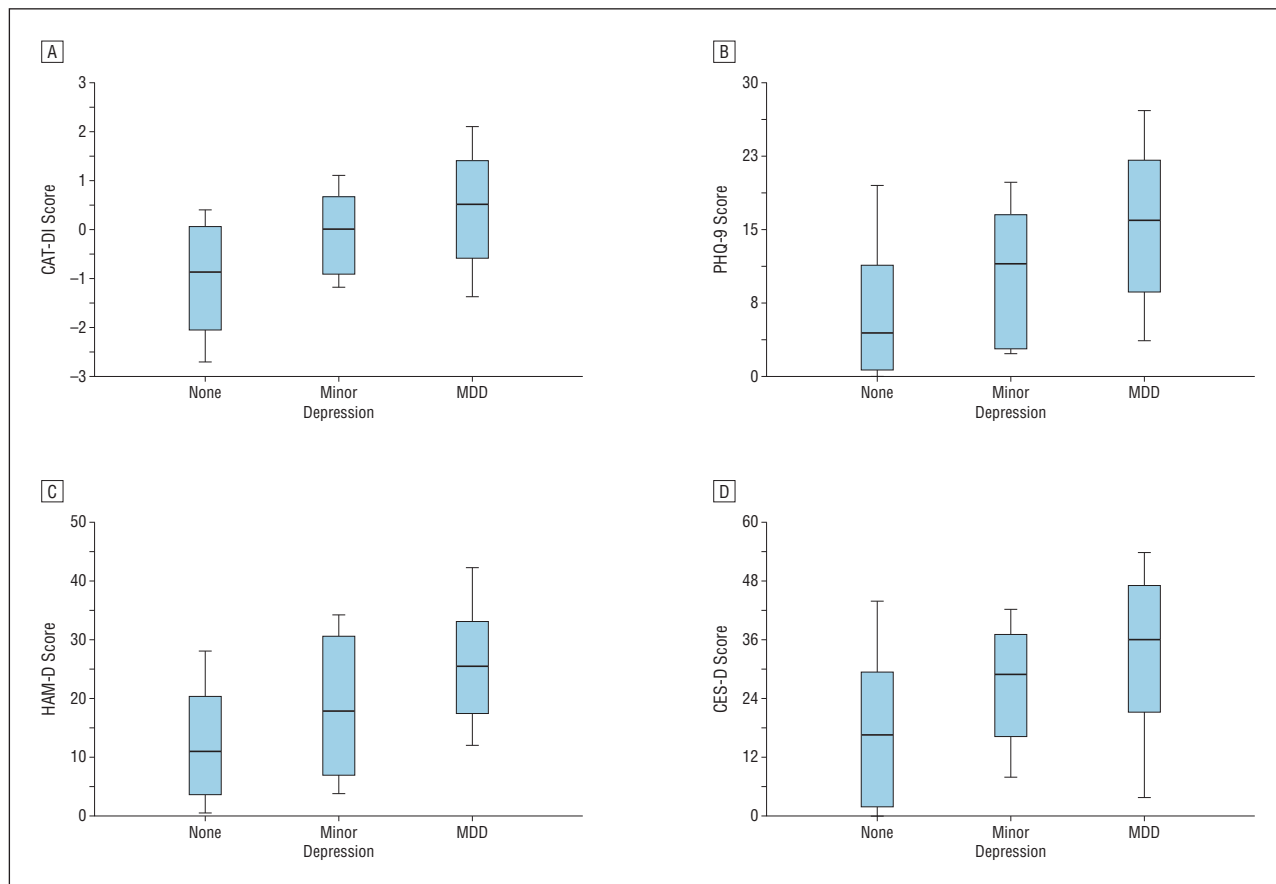 A
CAT-DI Score
3
2
1
0
–1
–2
–3
None
Minor
MDD
Depression
B
PHQ-9 Score
30
23
15
8
0
None
Minor
MDD
Depression
C
HAM-D Score
50
40
30
20
10
0
None
Minor
MDD
Depression
D
CES-D Score
60
48
36
24
12
0
None
Minor
MDD
Depression